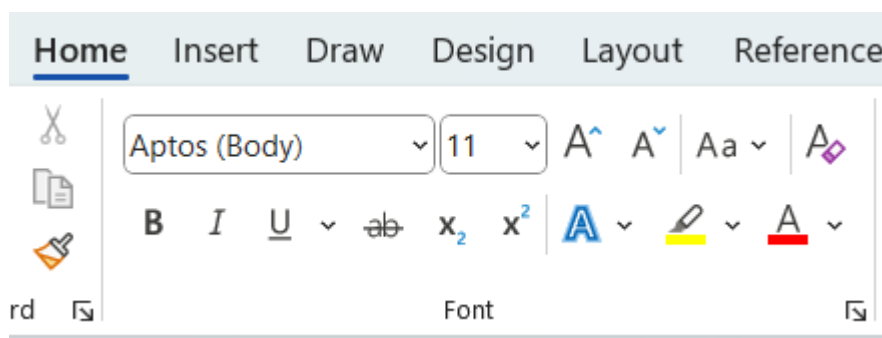 Home Insert Draw Design Layout Reference
Aptos (Body) 11 A A Aa A
B I U ab x₂ x² A A
rd Font